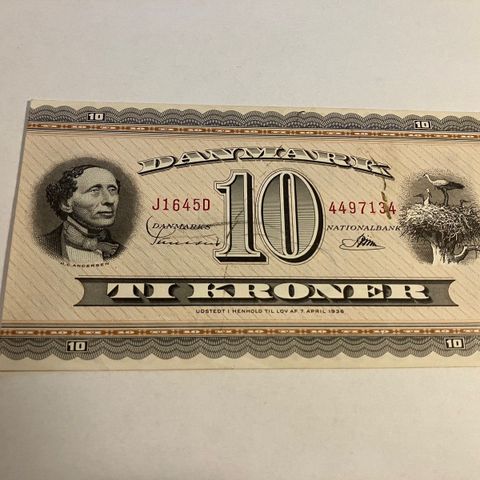 10 10
DANMARK
J1645D 10 4497134
DANMARKS NATIONALBANK
H.C. ANDERSEN
TI KRONER
UDSTEDT I HENHOLD TIL LOV AF 7. APRIL 1936
10 10